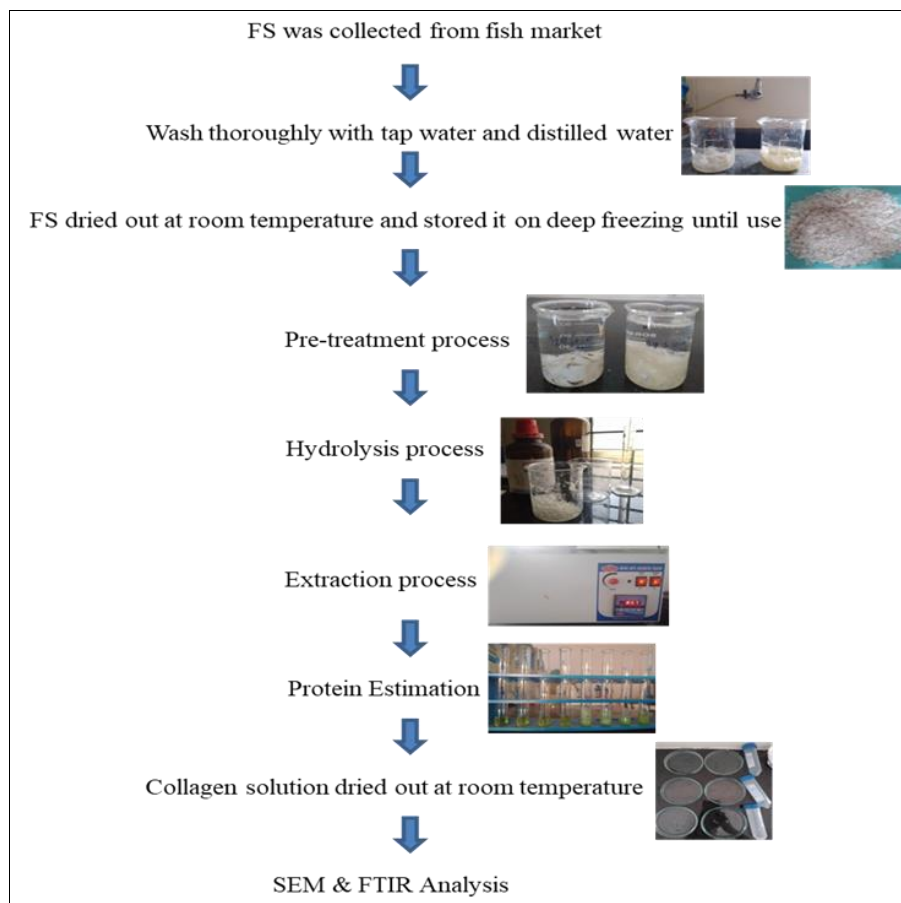 FS was collected from fish market
Wash thoroughly with tap water and distilled water
FS dried out at room temperature and stored it on deep freezing until use
Pre-treatment process
Hydrolysis process
Extraction process
Protein Estimation
Collagen solution dried out at room temperature
SEM & FTIR Analysis